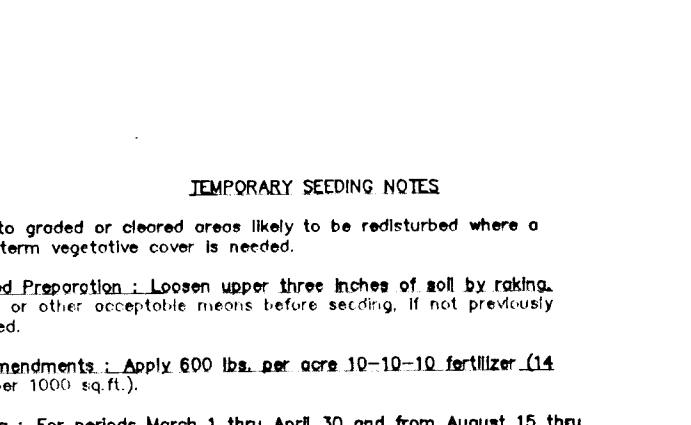 TEMPORARY SEEDING NOTES
to graded or cleared areas likely to be redisturbed where a
term vegetative cover is needed.
ed Preparation : Loosen upper three inches of soil by raking,
or other acceptable means before seeding, if not previously
ed.
mendments : Apply 600 lbs. per acre 10-10-10 fertilizer (14
er 1000 sq.ft.).
: For periods March 1 thru April 30 and from August 15 thru